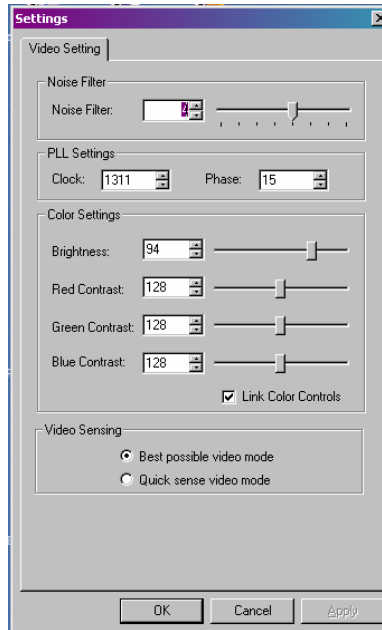 Settings
Video Setting
Noise Filter
Noise Filter: 4
PLL Settings
Clock: 1311 Phase: 15
Color Settings
Brightness: 94
Red Contrast: 128
Green Contrast: 128
Blue Contrast: 128
Link Color Controls
Video Sensing
Best possible video mode
Quick sense video mode
OK Cancel Apply